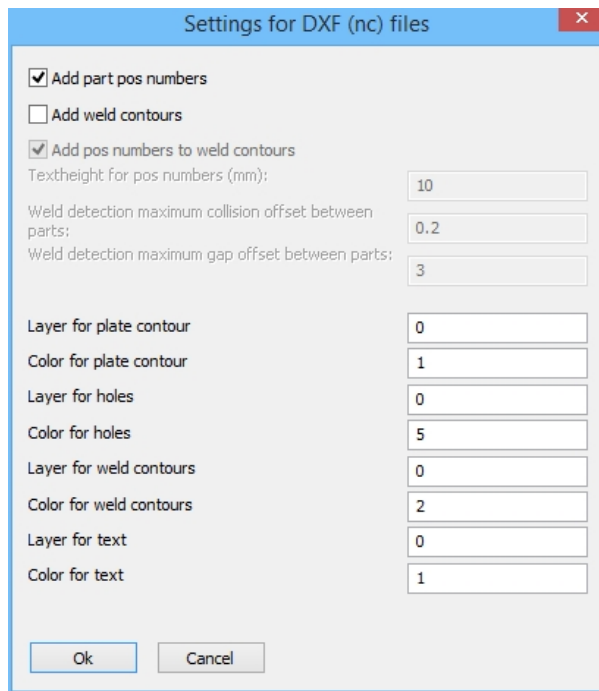 Settings for DXF (nc) files
Add part pos numbers
Add weld contours
Add pos numbers to weld contours
Textheight for pos numbers (mm):
10
Weld detection maximum collision offset between
parts:
0.2
Weld detection maximum gap offset between parts:
3
Layer for plate contour
0
Color for plate contour
1
Layer for holes
0
Color for holes
5
Layer for weld contours
0
Color for weld contours
2
Layer for text
0
Color for text
1
Ok
Cancel